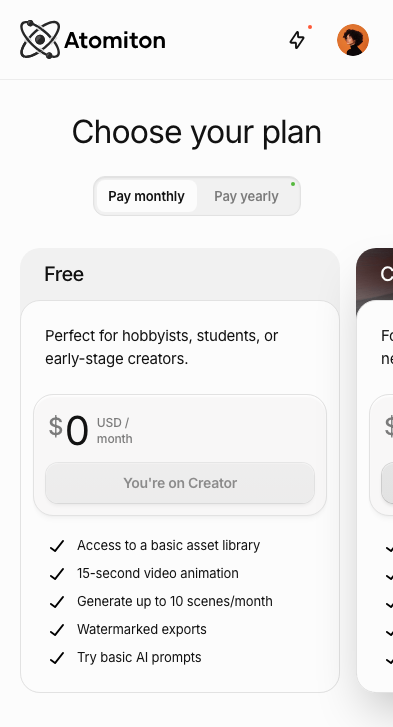 Atomiton
Choose your plan
Pay monthly
Pay yearly
Free
Perfect for hobbyists, students, or
early-stage creators.
$0 USD /
month
You're on Creator
Access to a basic asset library
15-second video animation
Generate up to 10 scenes/month
Watermarked exports
Try basic AI prompts
$